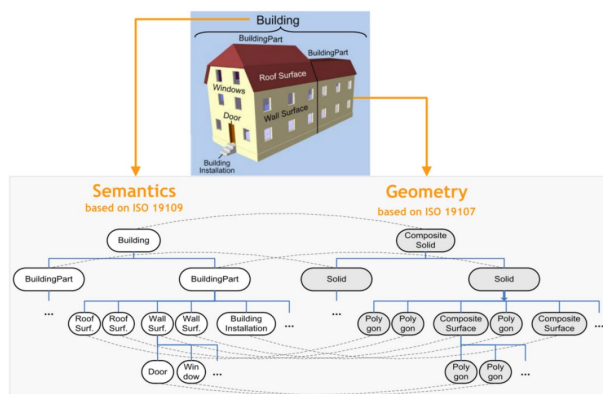 Building
BuildingPart
BuildingPart
Roof Surface
Windows
Wall Surface
Door
Building
Installation
Semantics
based on ISO 19109
Geometry
based on ISO 19107
Building
Composite
Solid
BuildingPart
BuildingPart
Solid
Solid
...
...
Roof
Surf.
Roof
Surf.
Wall
Surf.
Wall
Surf.
Building
Installation
...
Poly
gon
Poly
gon
Composite
Surface
Poly
gon
Composite
Surface
...
Door
Win
dow
...
Poly
gon
Poly
gon
...